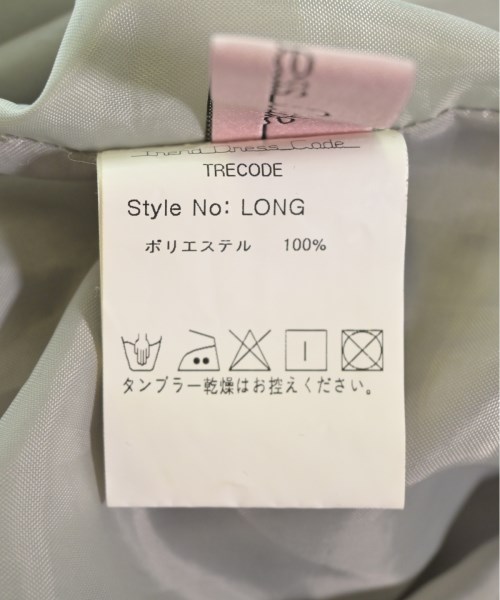 Trend Dress Code
TRECODE
Style No: LONG
ポリエステル 100%
タンブラー乾燥はお控えください。